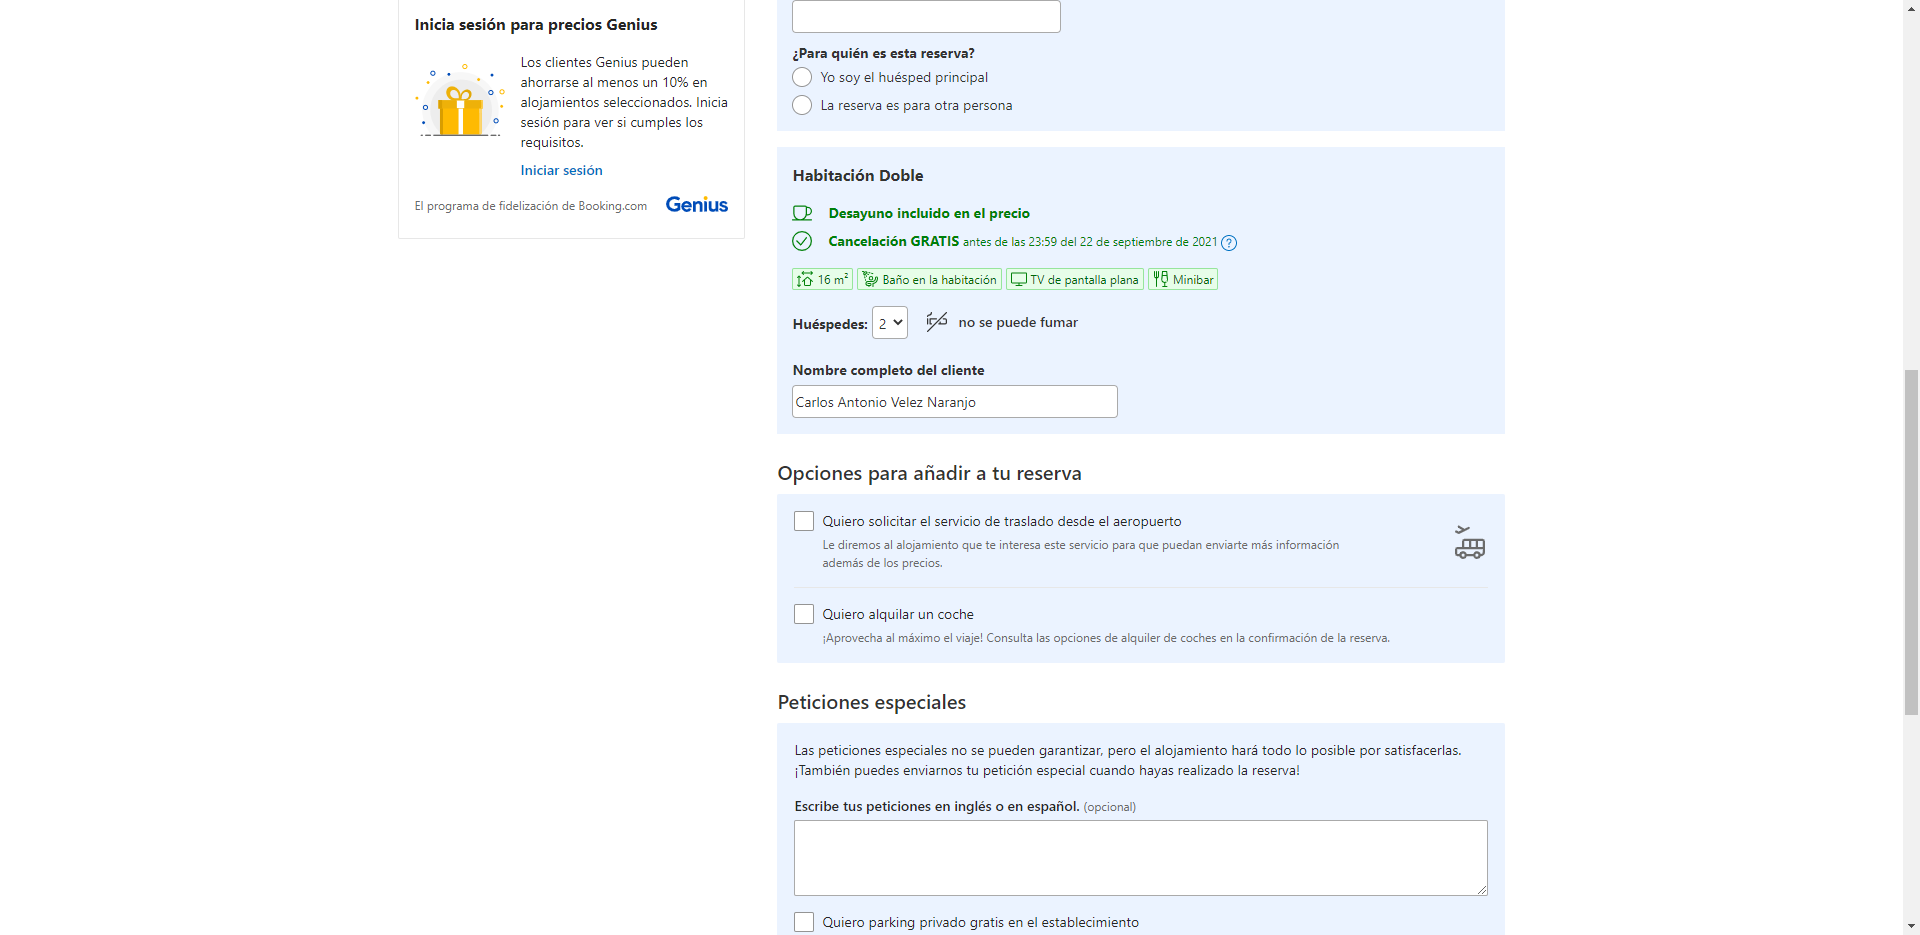 Inicia sesión para precios Genius
Los clientes Genius pueden
ahorrarse al menos un 10% en
alojamientos seleccionados. Inicia
sesión para ver si cumples los
requisitos.
Iniciar sesión
El programa de fidelización de Booking.com
Genius
¿Para quién es esta reserva?
Yo soy el huésped principal
La reserva es para otra persona
Habitación Doble
Desayuno incluido en el precio
Cancelación GRATIS antes de las 23:59 del 22 de septiembre de 2021 ?
16 m² Baño en la habitación TV de pantalla plana Minibar
Huéspedes: 2 no se puede fumar
Nombre completo del cliente
Carlos Antonio Velez Naranjo
Opciones para añadir a tu reserva
Quiero solicitar el servicio de traslado desde el aeropuerto
Le diremos al alojamiento que te interesa este servicio para que puedan enviarte más información
además de los precios.
Quiero alquilar un coche
¡Aprovecha al máximo el viaje! Consulta las opciones de alquiler de coches en la confirmación de la reserva.
Peticiones especiales
Las peticiones especiales no se pueden garantizar, pero el alojamiento hará todo lo posible por satisfacerlas.
¡También puedes enviarnos tu petición especial cuando hayas realizado la reserva!
Escribe tus peticiones en inglés o en español. (opcional)
Quiero parking privado gratis en el establecimiento